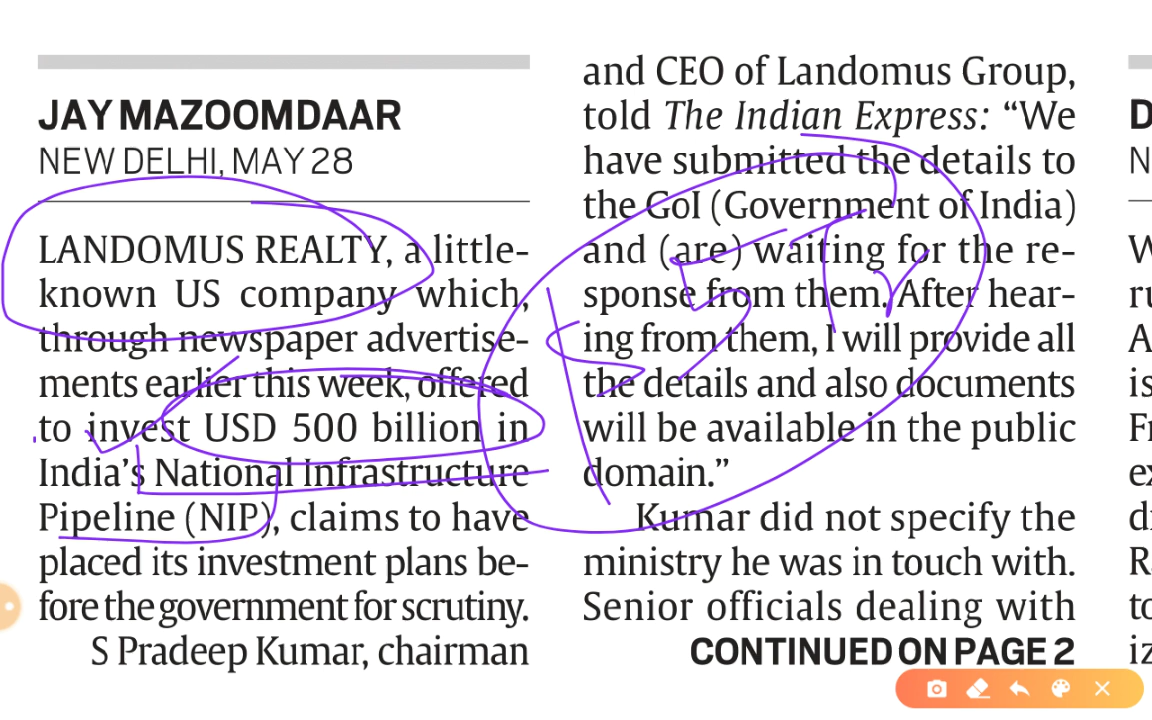 JAY MAZOOMDAAR
NEW DELHI, MAY 28
LANDOMUS REALTY, a little-
known US company which,
through newspaper advertise-
ments earlier this week, offered
to invest USD 500 billion in
India's National Infrastructure
Pipeline (NIP), claims to have
placed its investment plans be-
fore the government for scrutiny.
S Pradeep Kumar, chairman
and CEO of Landomus Group,
told The Indian Express: “We
have submitted the details to
the GoI (Government of India)
and (are) waiting for the re-
sponse from them. After hear-
ing from them, I will provide all
the details and also documents
will be available in the public
domain.”
Kumar did not specify the
ministry he was in touch with.
Senior officials dealing with
CONTINUED ON PAGE 2